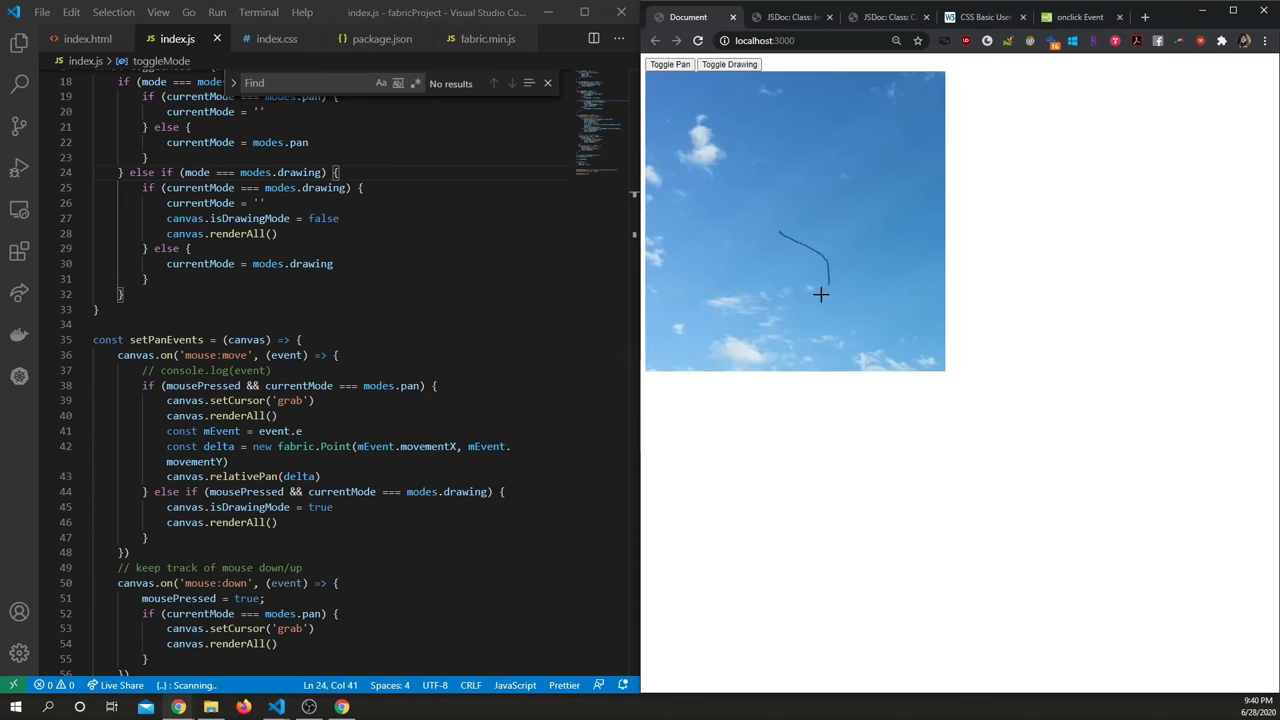 File Edit Selection View Go Run Terminal Help index.js - fabricProject - Visual Studio Co...
index.html index.js index.css package.json fabric.min.js
index.js > toggleMode
Find Aa ab No results
18 if (mode === mode
19 if (currentMode === modes.pan) {
20 currentMode = ''
21 } else {
22 currentMode = modes.pan
23 }
24 } else if (mode === modes.drawing) {
25 if (currentMode === modes.drawing) {
26 currentMode = ''
27 canvas.isDrawingMode = false
28 canvas.renderAll()
29 } else {
30 currentMode = modes.drawing
31 }
32 }
33 }
34
35 const setPanEvents = (canvas) => {
36 canvas.on('mouse:move', (event) => {
37 // console.log(event)
38 if (mousePressed && currentMode === modes.pan) {
39 canvas.setCursor('grab')
40 canvas.renderAll()
41 const mEvent = event.e
42 const delta = new fabric.Point(mEvent.movementX, mEvent.
movementY)
43 canvas.relativePan(delta)
44 } else if (mousePressed && currentMode === modes.drawing) {
45 canvas.isDrawingMode = true
46 canvas.renderAll()
47 }
48 })
49 // keep track of mouse down/up
50 canvas.on('mouse:down', (event) => {
51 mousePressed = true;
52 if (currentMode === modes.pan) {
53 canvas.setCursor('grab')
54 canvas.renderAll()
55 }
56 })
0 0 Live Share {..} : Scanning.. Ln 24, Col 41 Spaces: 4 UTF-8 CRLF JavaScript Prettier
Document JSDoc: Class: In JSDoc: Class: C CSS Basic User onclick Event
localhost:3000
Toggle Pan Toggle Drawing
9:40 PM
6/28/2020